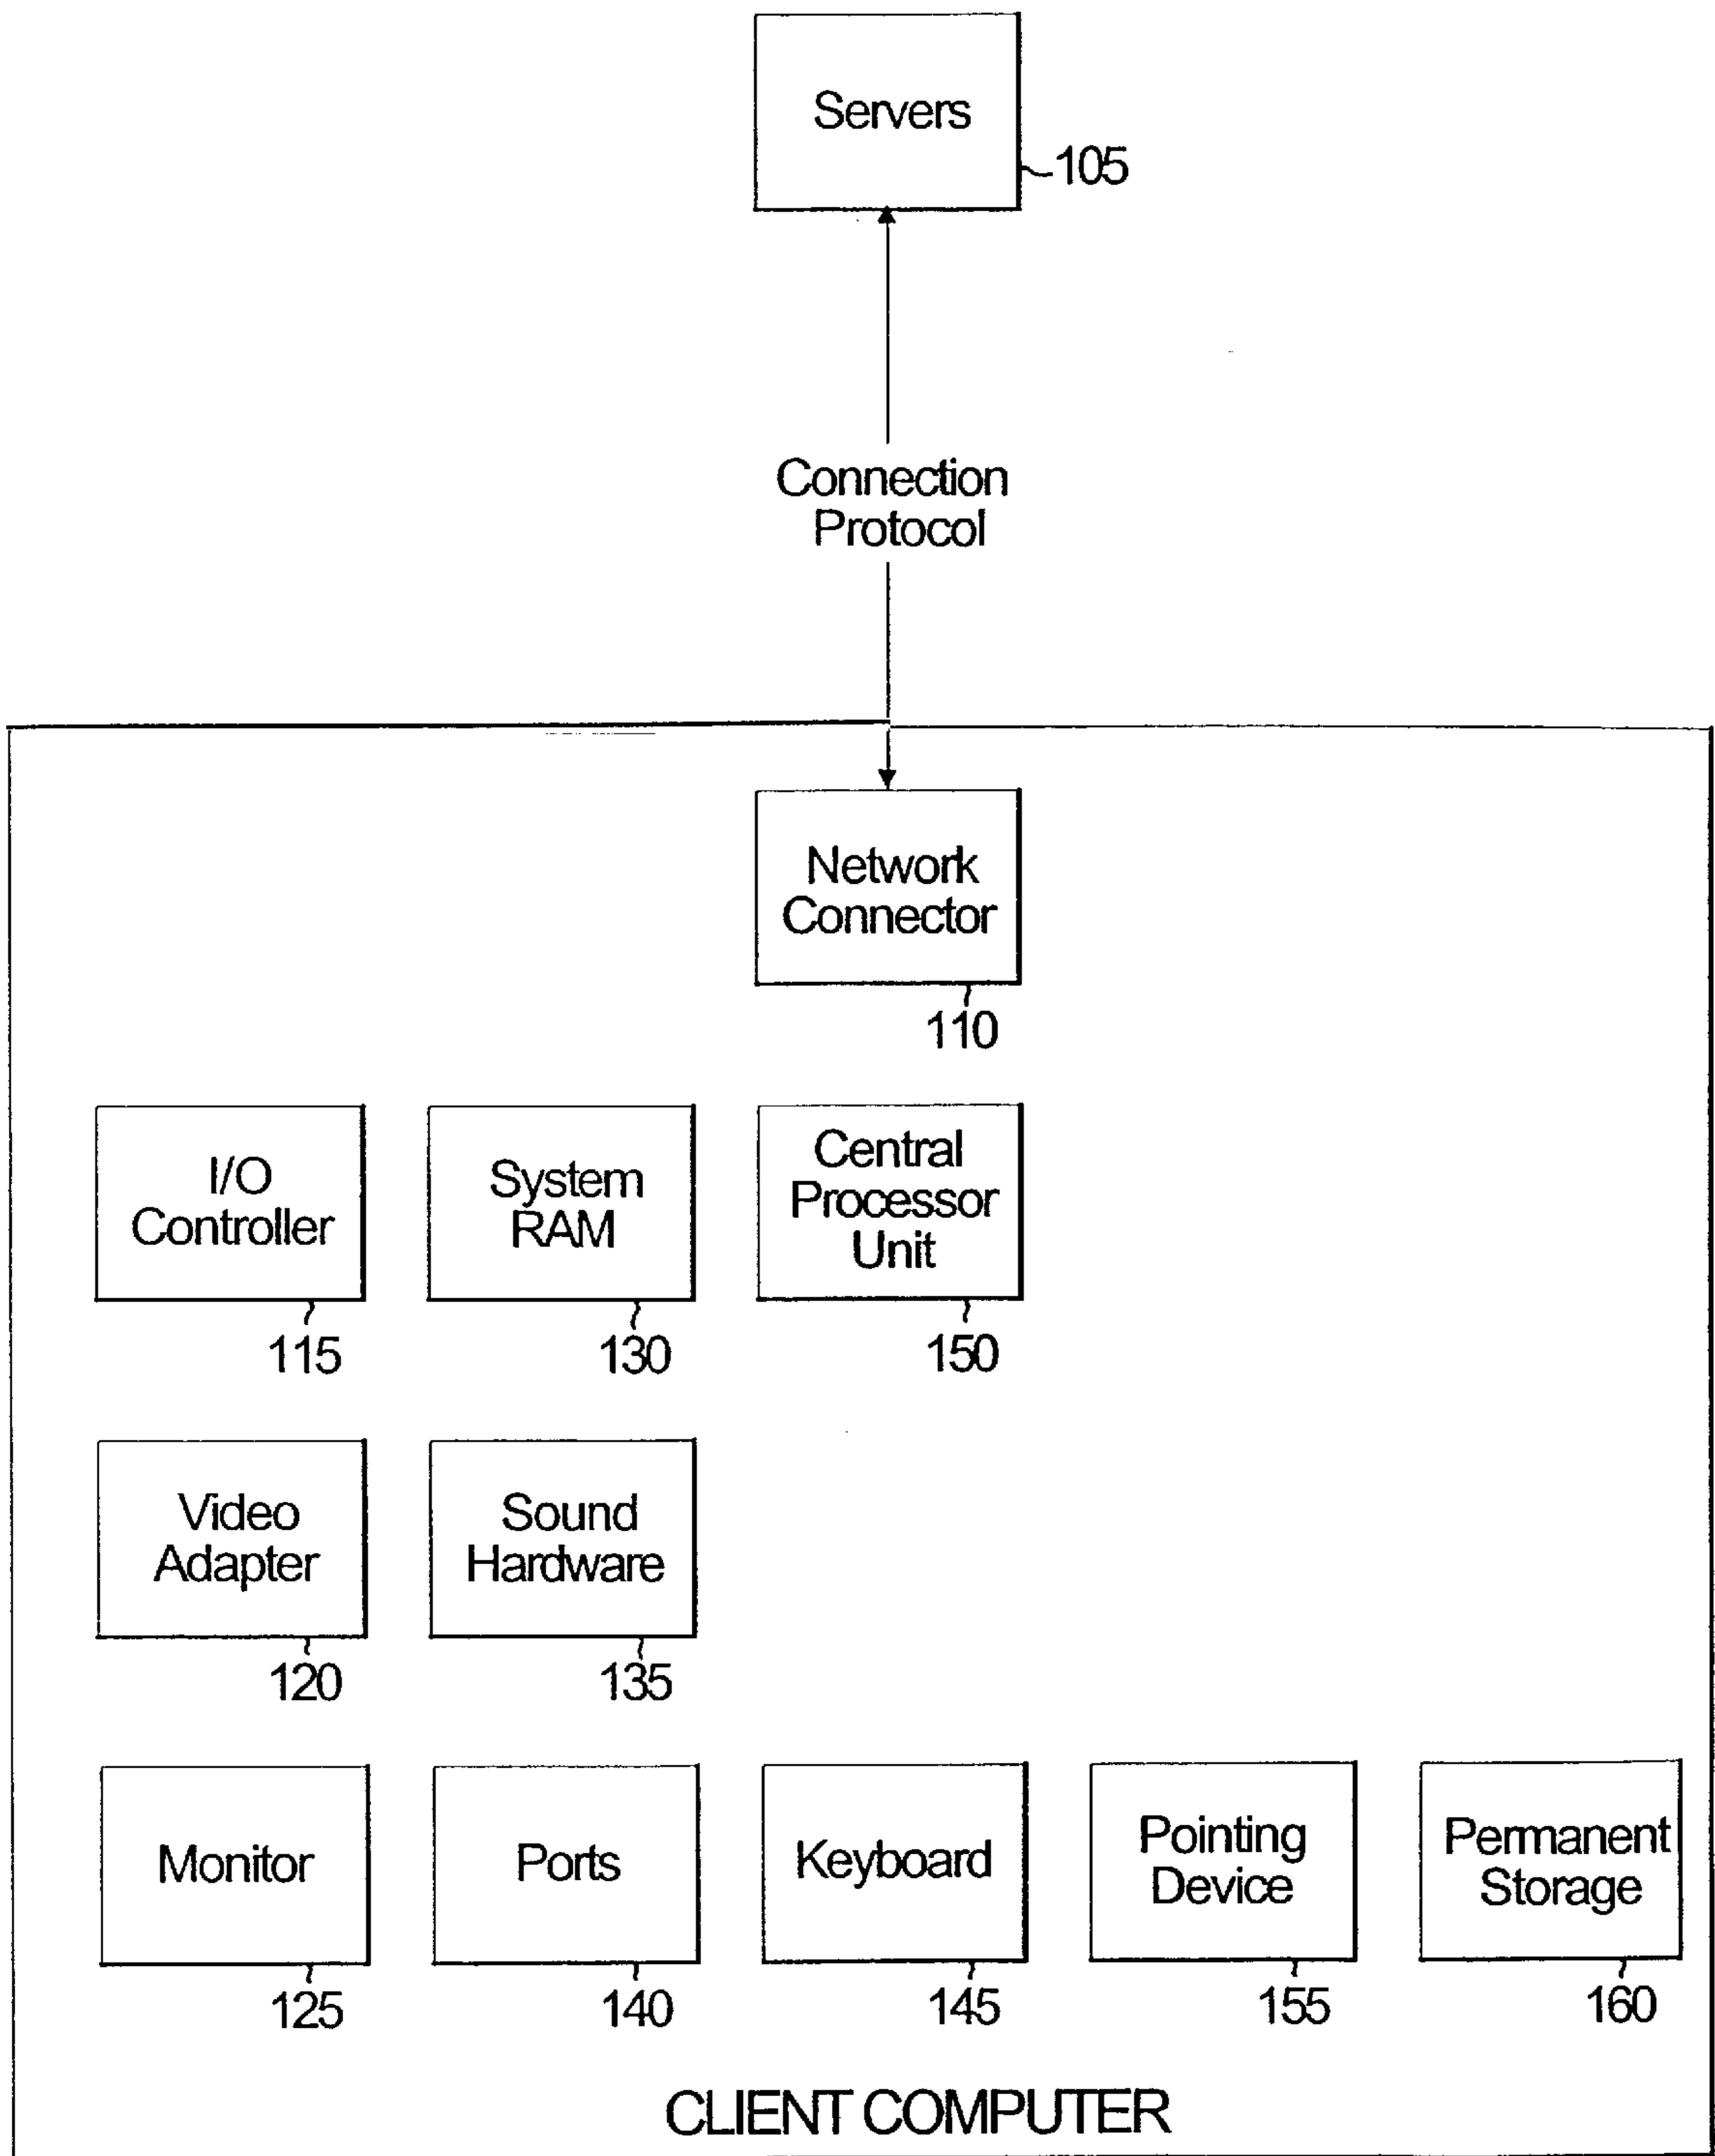 Servers
105
Connection
Protocol
Network
Connector
110
I/O
Controller
115
System
RAM
130
Central
Processor
Unit
150
Video
Adapter
120
Sound
Hardware
135
Monitor
125
Ports
140
Keyboard
145
Pointing
Device
155
Permanent
Storage
160
CLIENT COMPUTER